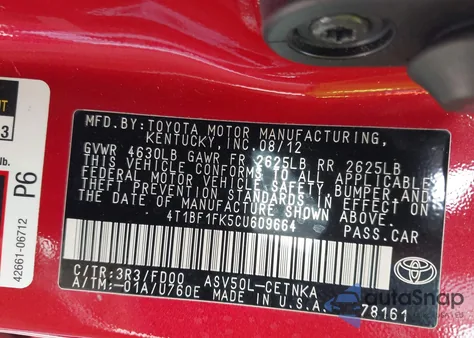 MFD.BY:TOYOTA MOTOR MANUFACTURING,
KENTUCKY, INC. 08/12
GVWR 4630LB GAWR FR 2625LB RR 2625LB
THIS VEHICLE CONFORMS TO ALL APPLICABLE
FEDERAL MOTOR VEHICLE SAFETY, BUMPER, AND
THEFT PREVENTION STANDARDS IN EFFECT ON
THE DATE OF MANUFACTURE SHOWN ABOVE.
4T1BF1FK5CU609664 PASS.CAR
C/TR:3R3/FD00 ASV50L-CETNKA
A/TM:-01A/U760E MADE IN U.S.A.
78161
TOYOTA
3
lb.
P6
42661-06712
autoSnap